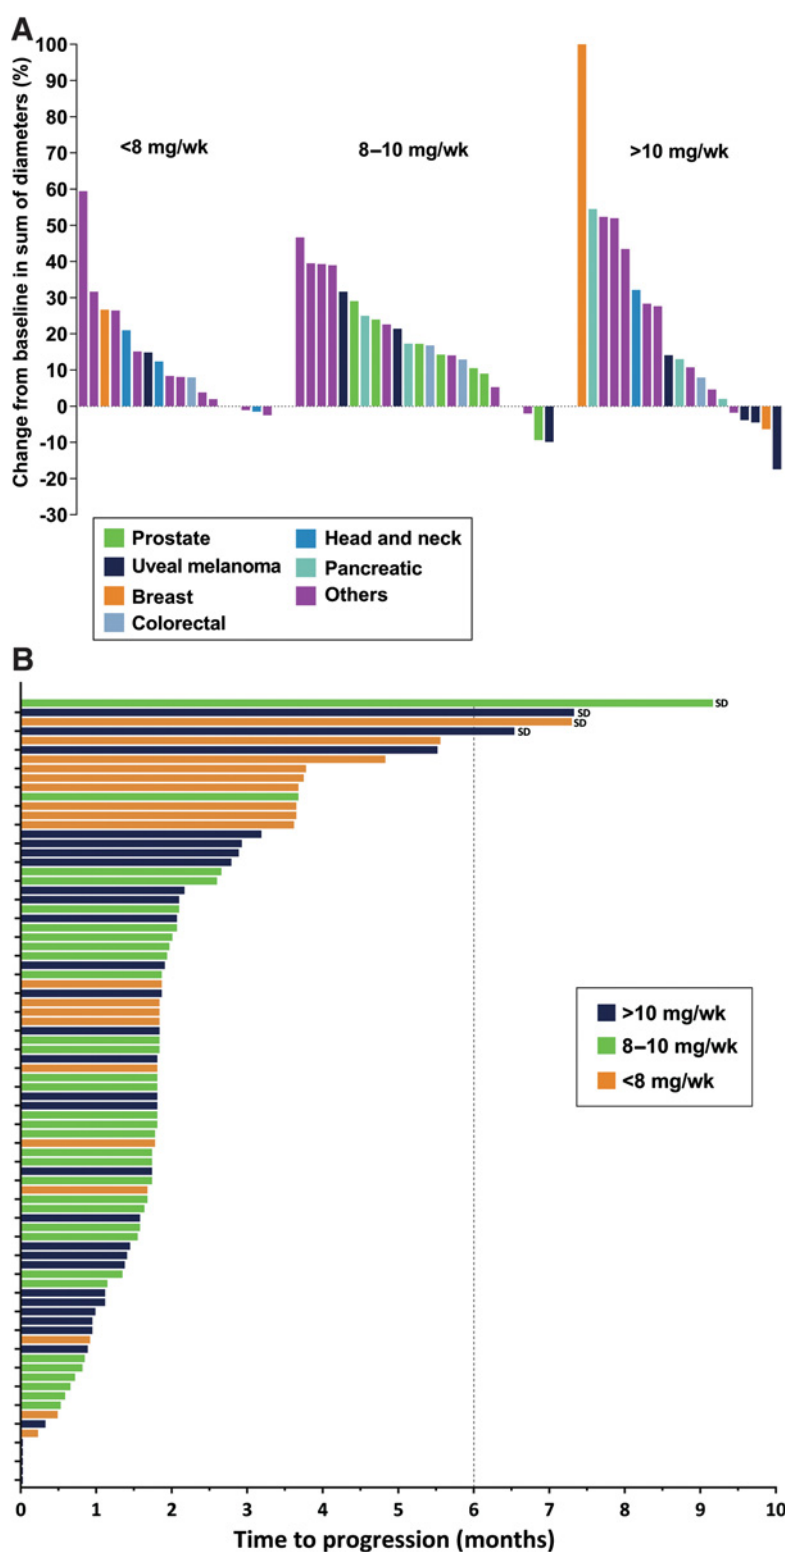 A
Change from baseline in sum of diameters (%)
100
90
80
70
60
50
40
30
20
10
0
-10
-20
-30
<8 mg/wk
8–10 mg/wk
>10 mg/wk
Prostate
Uveal melanoma
Breast
Colorectal
Head and neck
Pancreatic
Others
B
SD
SD
SD
SD
>10 mg/wk
8–10 mg/wk
<8 mg/wk
0 1 2 3 4 5 6 7 8 9 10
Time to progression (months)